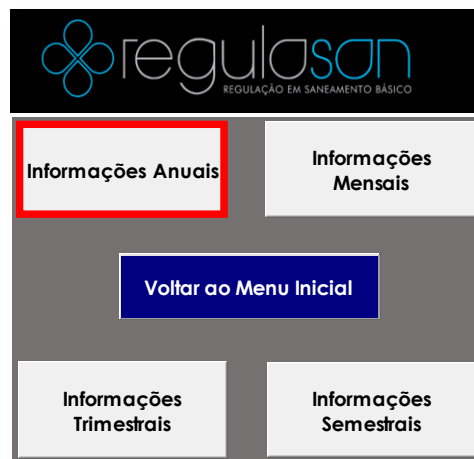 regulasan
REGULAÇÃO EM SANEAMENTO BÁSICO
Informações Anuais
Informações
Mensais
Voltar ao Menu Inicial
Informações
Trimestrais
Informações
Semestrais